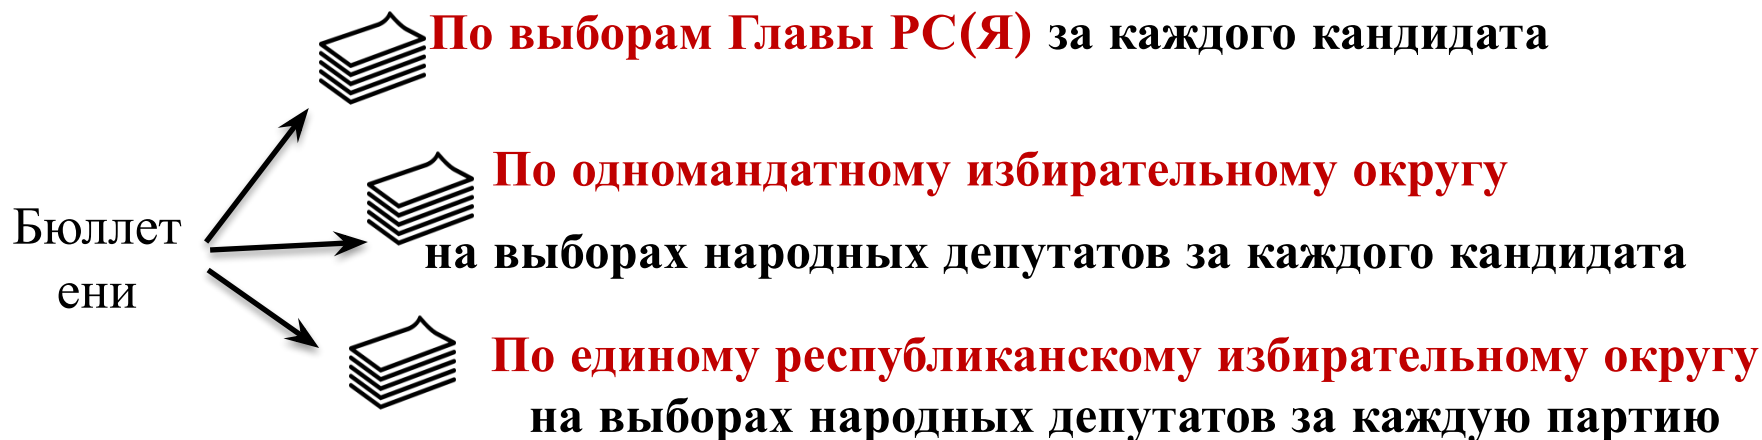 По выборам Главы РС(Я) за каждого кандидата
По одномандатному избирательному округу
на выборах народных депутатов за каждого кандидата
Бюллет
ени
По единому республиканскому избирательному округу
на выборах народных депутатов за каждую партию